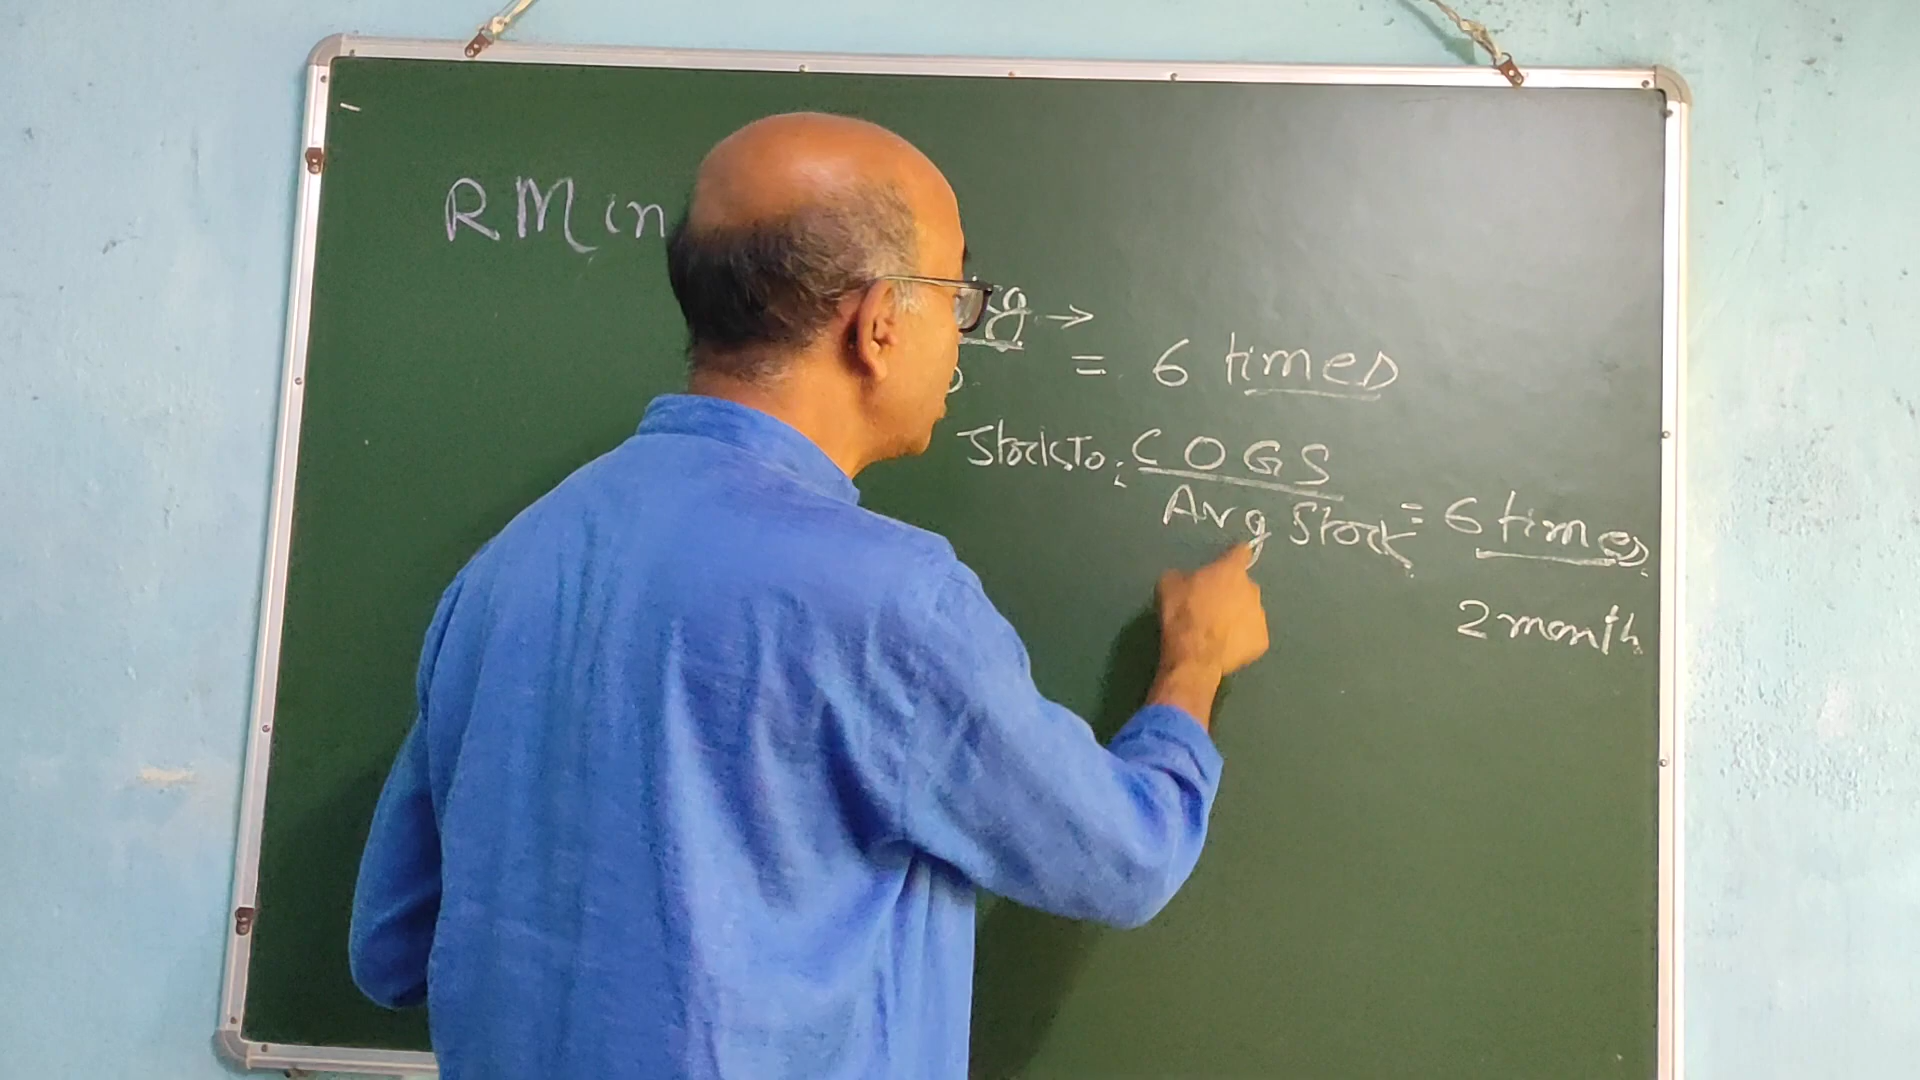 RM in
→
= 6 times
Stock To: COGS
Avg Stock = 6 times
2 month